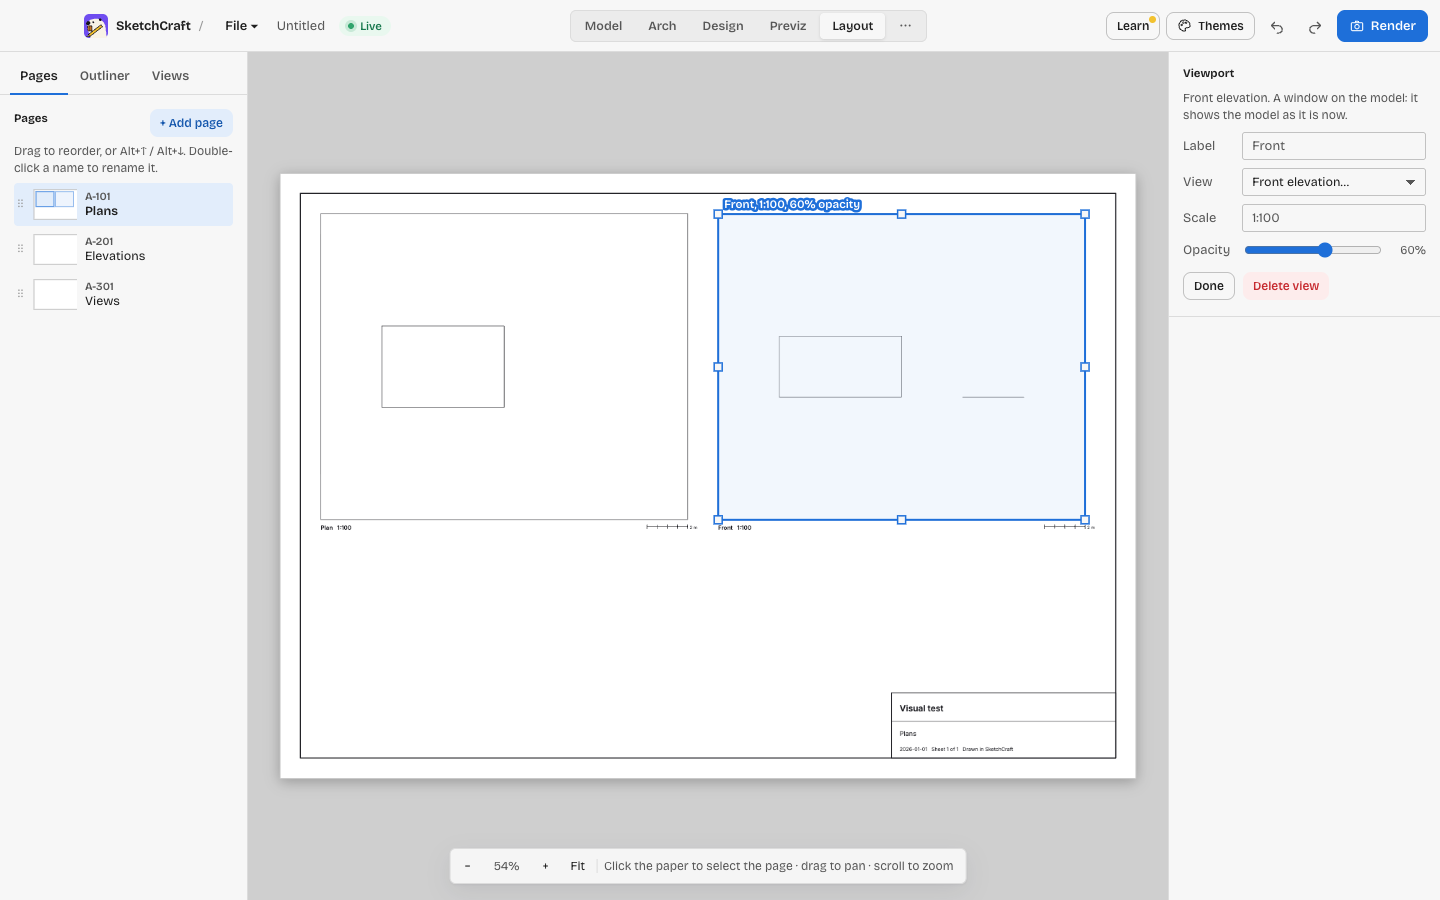 SketchCraft / File Untitled Live Model Arch Design Previz Layout ··· Learn Themes Render
Pages Outliner Views
Pages + Add page
Drag to reorder, or Alt+↑ / Alt+↓. Double-
click a name to rename it.
A-101
Plans
A-201
Elevations
A-301
Views
Front, 1:100, 60% opacity
Plan 1:100
2 m
Front 1:100
2 m
Visual test
Plans
2026-01-01 Sheet 1 of 1 Drawn in SketchCraft
− 54% + Fit Click the paper to select the page · drag to pan · scroll to zoom
Viewport
Front elevation. A window on the model: it
shows the model as it is now.
Label Front
View Front elevation...
Scale 1:100
Opacity 60%
Done Delete view